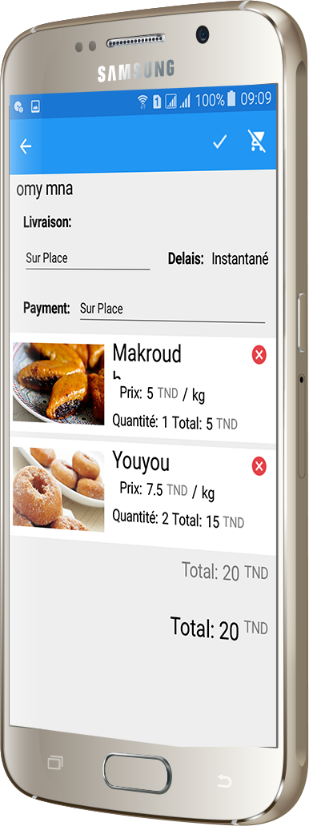 SAMSUNG
100% 09:09
omy mna
Livraison:
Sur Place Delais: Instantané
Payment: Sur Place
Makroud
Prix: 5 TND / kg
Quantité: 1 Total: 5 TND
Youyou
Prix: 7.5 TND / kg
Quantité: 2 Total: 15 TND
Total: 20 TND
Total: 20 TND